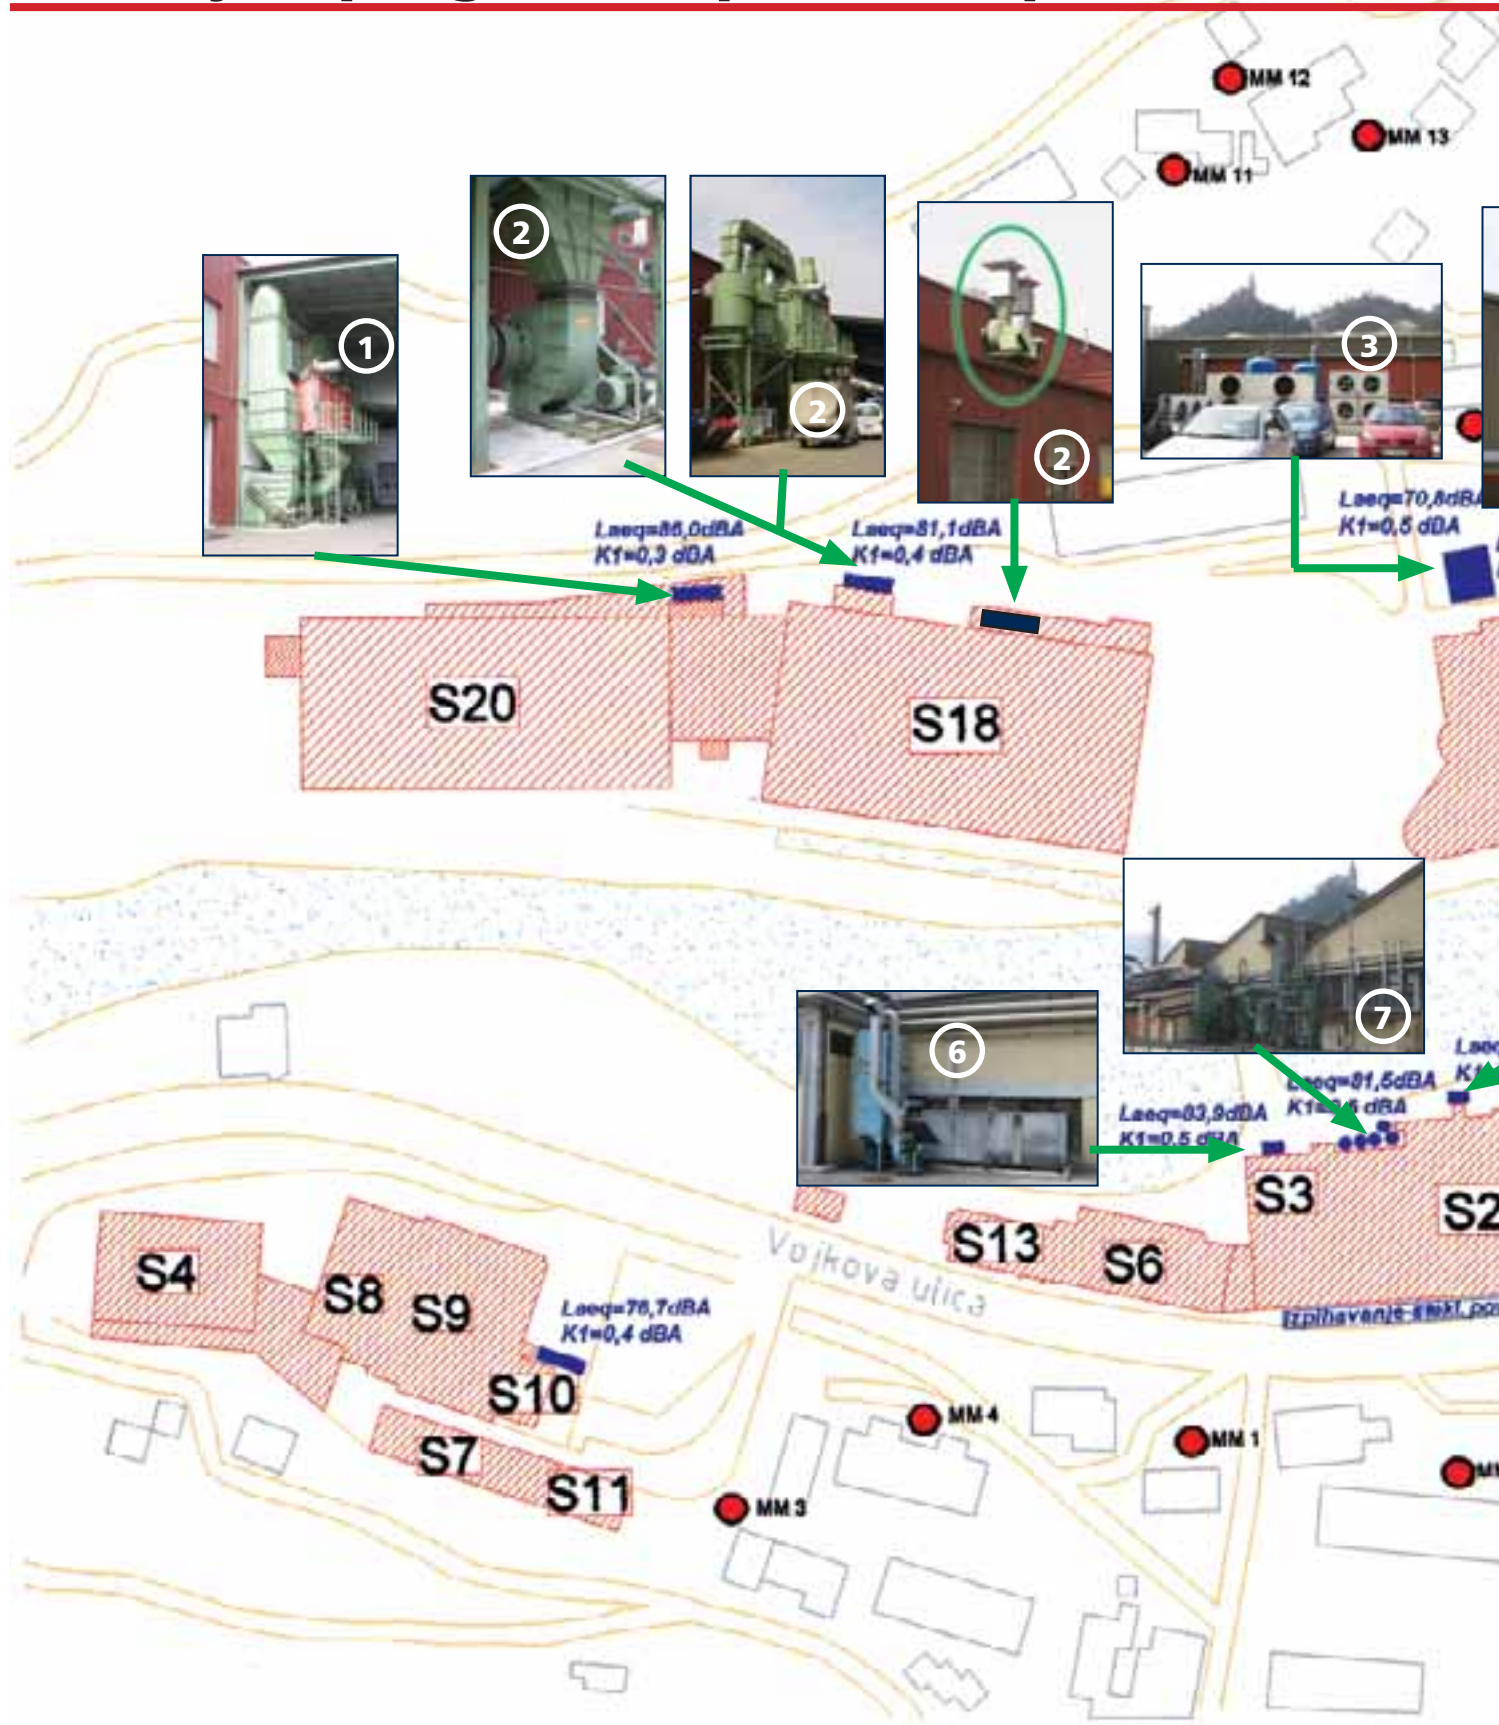 MM 12
MM 13
MM 11
2
2
2
1
3
Laeq=86,0dBA
K1=0,3 dBA
Laeq=81,1dBA
K1=0,4 dBA
Laeq=70,8dBA
K1=0,5 dBA
S20
S18
7
6
Laeq=81,5dBA
dBA
Laeq=83,9dBA
K1=0,5 dBA
S3
S2
S13
S6
Vojkova ulica
Izpihavanje
S4
S8
S9
Laeq=76,7dBA
K1=0,4 dBA
S10
S7
S11
MM 4
MM 1
MM 3